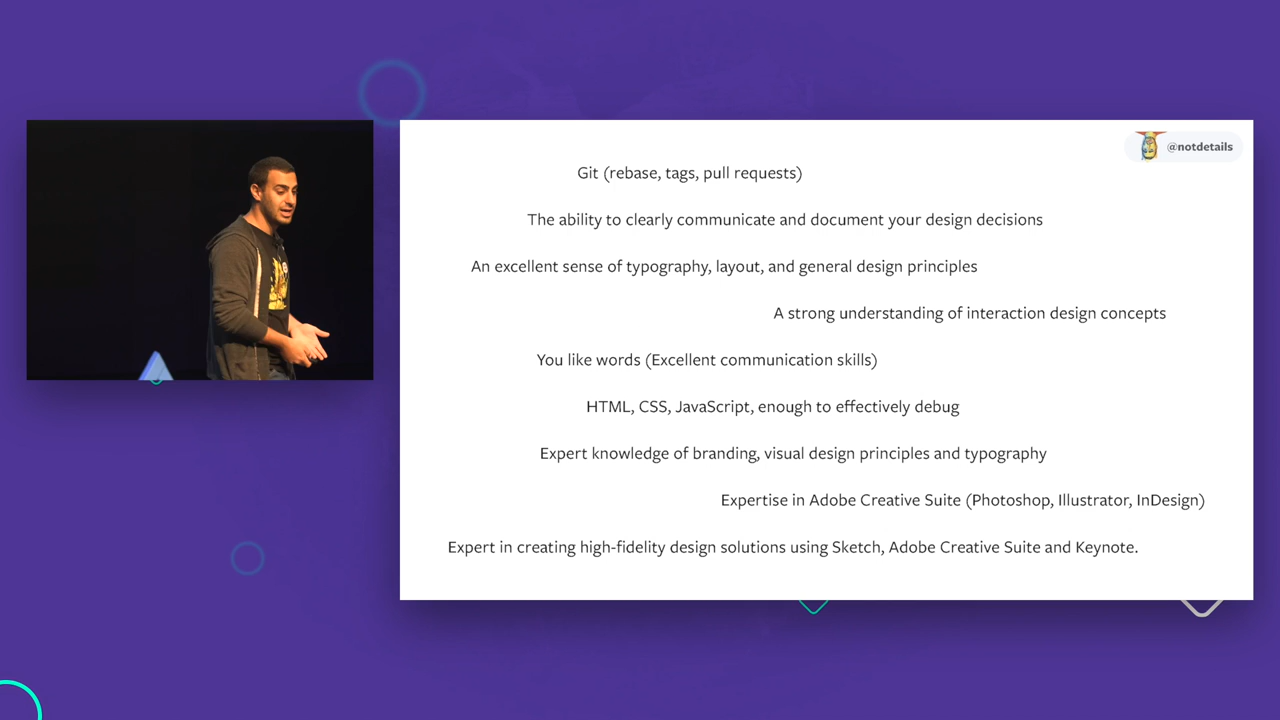 @notdetails
Git (rebase, tags, pull requests)
The ability to clearly communicate and document your design decisions
An excellent sense of typography, layout, and general design principles
A strong understanding of interaction design concepts
You like words (Excellent communication skills)
HTML, CSS, JavaScript, enough to effectively debug
Expert knowledge of branding, visual design principles and typography
Expertise in Adobe Creative Suite (Photoshop, Illustrator, InDesign)
Expert in creating high-fidelity design solutions using Sketch, Adobe Creative Suite and Keynote.